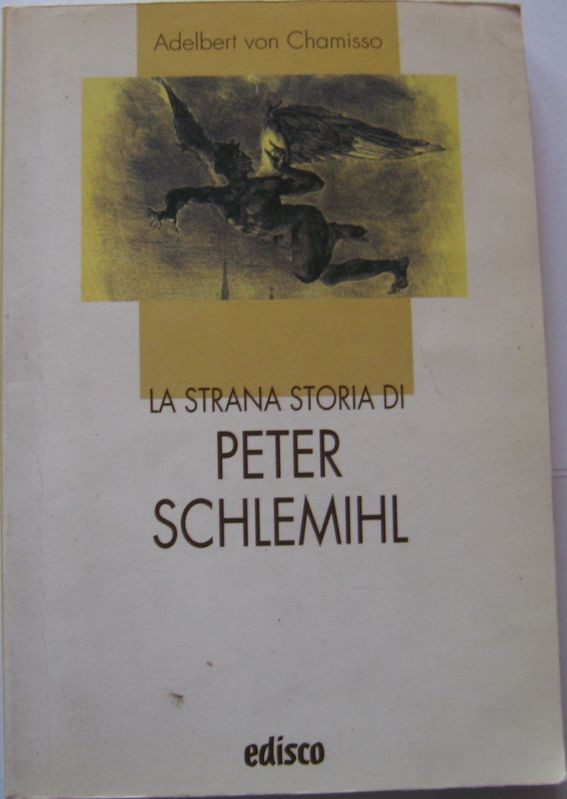 Adelbert von Chamisso
LA STRANA STORIA DI
PETER
SCHLEMIHL
edisco